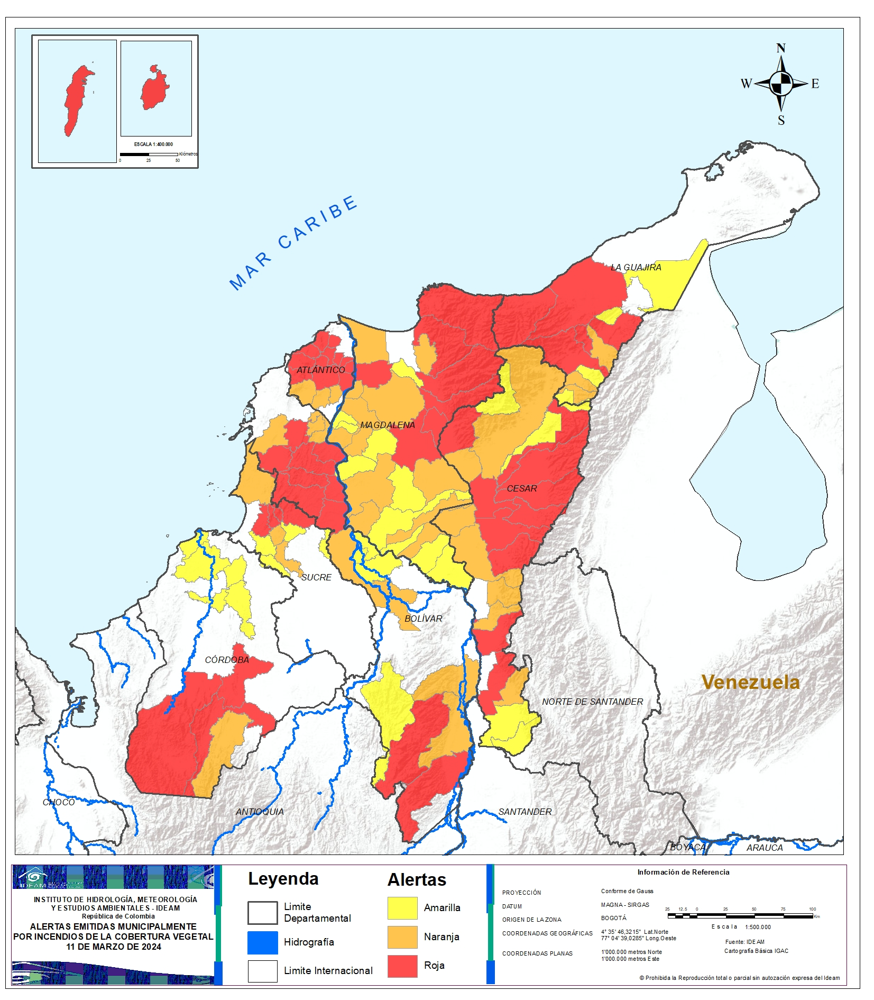 N
W
E
S
ESCALA 1:400.000
Kilómetros
0 25 50
MAR CARIBE
LA GUAJIRA
ATLÁNTICO
MAGDALENA
CESAR
SUCRE
BOLÍVAR
CÓRDOBA
Venezuela
NORTE DE SANTANDER
CHOCÓ
ANTIOQUIA
SANTANDER
BOYACÁ
ARAUCA
IDEAM
INSTITUTO DE HIDROLOGÍA, METEOROLOGÍA
Y ESTUDIOS AMBIENTALES - IDEAM
República de Colombia
ALERTAS EMITIDAS MUNICIPALMENTE
POR INCENDIOS DE LA COBERTURA VEGETAL
11 DE MARZO DE 2024
Leyenda
Limite
Departamental
Hidrografía
Limite Internacional
Alertas
Amarilla
Naranja
Roja
Información de Referencia
PROYECCIÓN Conforme de Gauss
DATUM MAGNA - SIRGAS
ORIGEN DE LA ZONA BOGOTÁ
COORDENADAS GEOGRÁFICAS 4° 35' 46,3215" Lat.Norte
77° 04' 39,0285" Long.Oeste
COORDENADAS PLANAS 1'000.000 metros Norte
1'000.000 metros Este
25 12.5 0 25 50 75 100
Km
Escala 1:500.000
Fuente: IDEAM
Cartografía Básica IGAC
© Prohibida la Reproducción total o parcial sin autozación expresa del Ideam